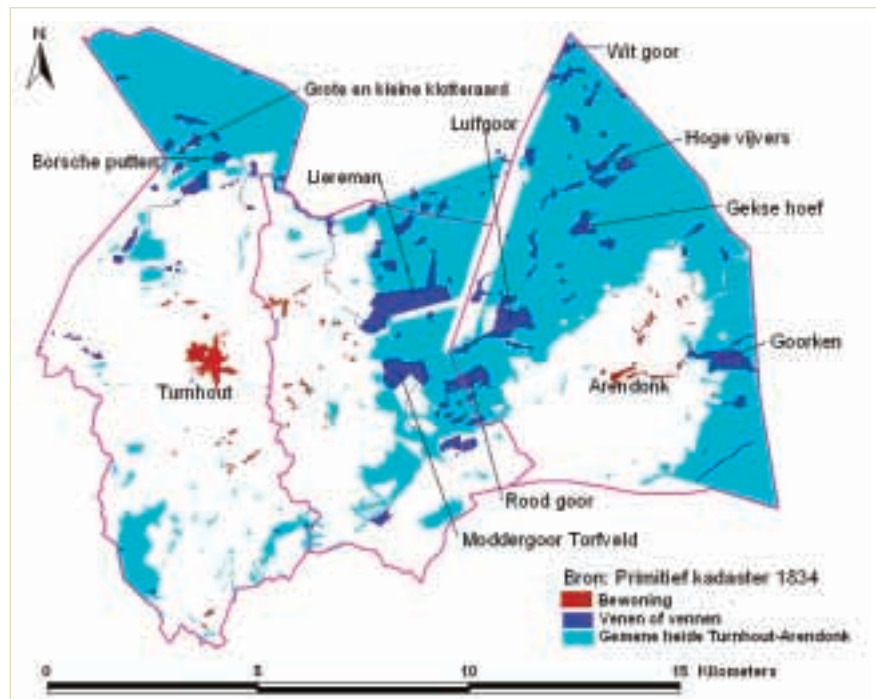 N
Wit goor
Grote en kleine klotteraard
Luifgoor
Hoge vijvers
Borsche putten
Liereman
Gekse hoef
Goorken
Turnhout
Arendonk
Rood goor
Moddergoor Torfveld
Bron: Primitief kadaster 1834
Bewoning
Venen of vennen
Gemene heide Turnhout-Arendonk
0 5 10 15 Kilometers